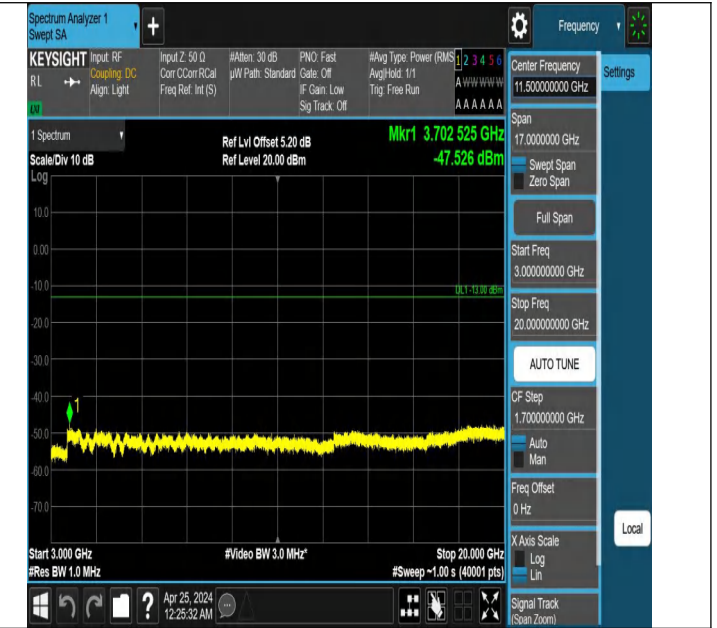 Spectrum Analyzer 1
Swept SA
+
Frequency
KEYSIGHT
RL
LXI
Input: RF
Coupling: DC
Align: Light
Input Z: 50 Ω
Corr CCorr RCal
Freq Ref: Int (S)
#Atten: 30 dB
µW Path: Standard
PNO: Fast
Gate: Off
IF Gain: Low
Sig Track: Off
#Avg Type: Power (RMS
Avg|Hold: 1/1
Trig: Free Run
1 2 3 4 5 6
A W W W W W
A A A A A A
1 Spectrum
Scale/Div 10 dB
Log
Ref Lvl Offset 5.20 dB
Ref Level 20.00 dBm
Mkr1 3.702 525 GHz
-47.526 dBm
10.0
0.00
-10.0
DL1 -13.00 dBm
-20.0
-30.0
-40.0
1
-50.0
-60.0
-70.0
Start 3.000 GHz
#Res BW 1.0 MHz
#Video BW 3.0 MHz*
Stop 20.000 GHz
#Sweep ~1.00 s (40001 pts)
?
Apr 25, 2024
12:25:32 AM
Center Frequency
11.500000000 GHz
Settings
Span
17.0000000 GHz
Swept Span
Zero Span
Full Span
Start Freq
3.000000000 GHz
Stop Freq
20.000000000 GHz
AUTO TUNE
CF Step
1.700000000 GHz
Auto
Man
Freq Offset
0 Hz
X Axis Scale
Log
Lin
Local
Signal Track
(Span Zoom)